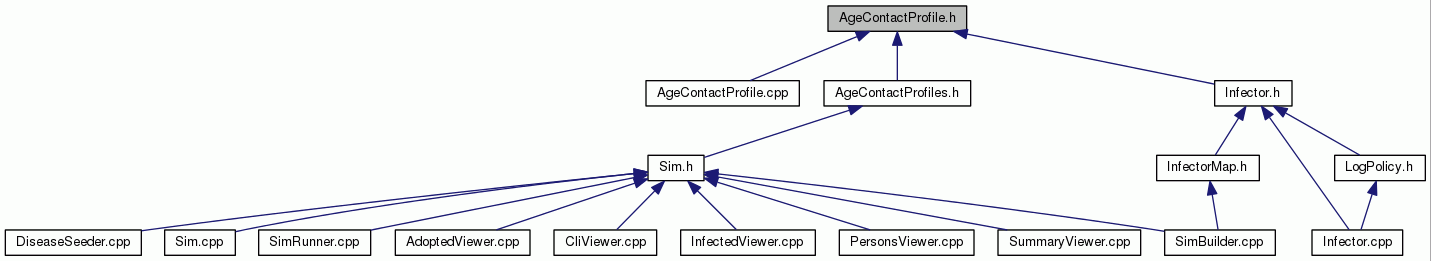 AgeContactProfile.h
AgeContactProfile.cpp
AgeContactProfiles.h
Infector.h
Sim.h
InfectorMap.h
LogPolicy.h
DiseaseSeeder.cpp
Sim.cpp
SimRunner.cpp
AdoptedViewer.cpp
CliViewer.cpp
InfectedViewer.cpp
PersonsViewer.cpp
SummaryViewer.cpp
SimBuilder.cpp
Infector.cpp